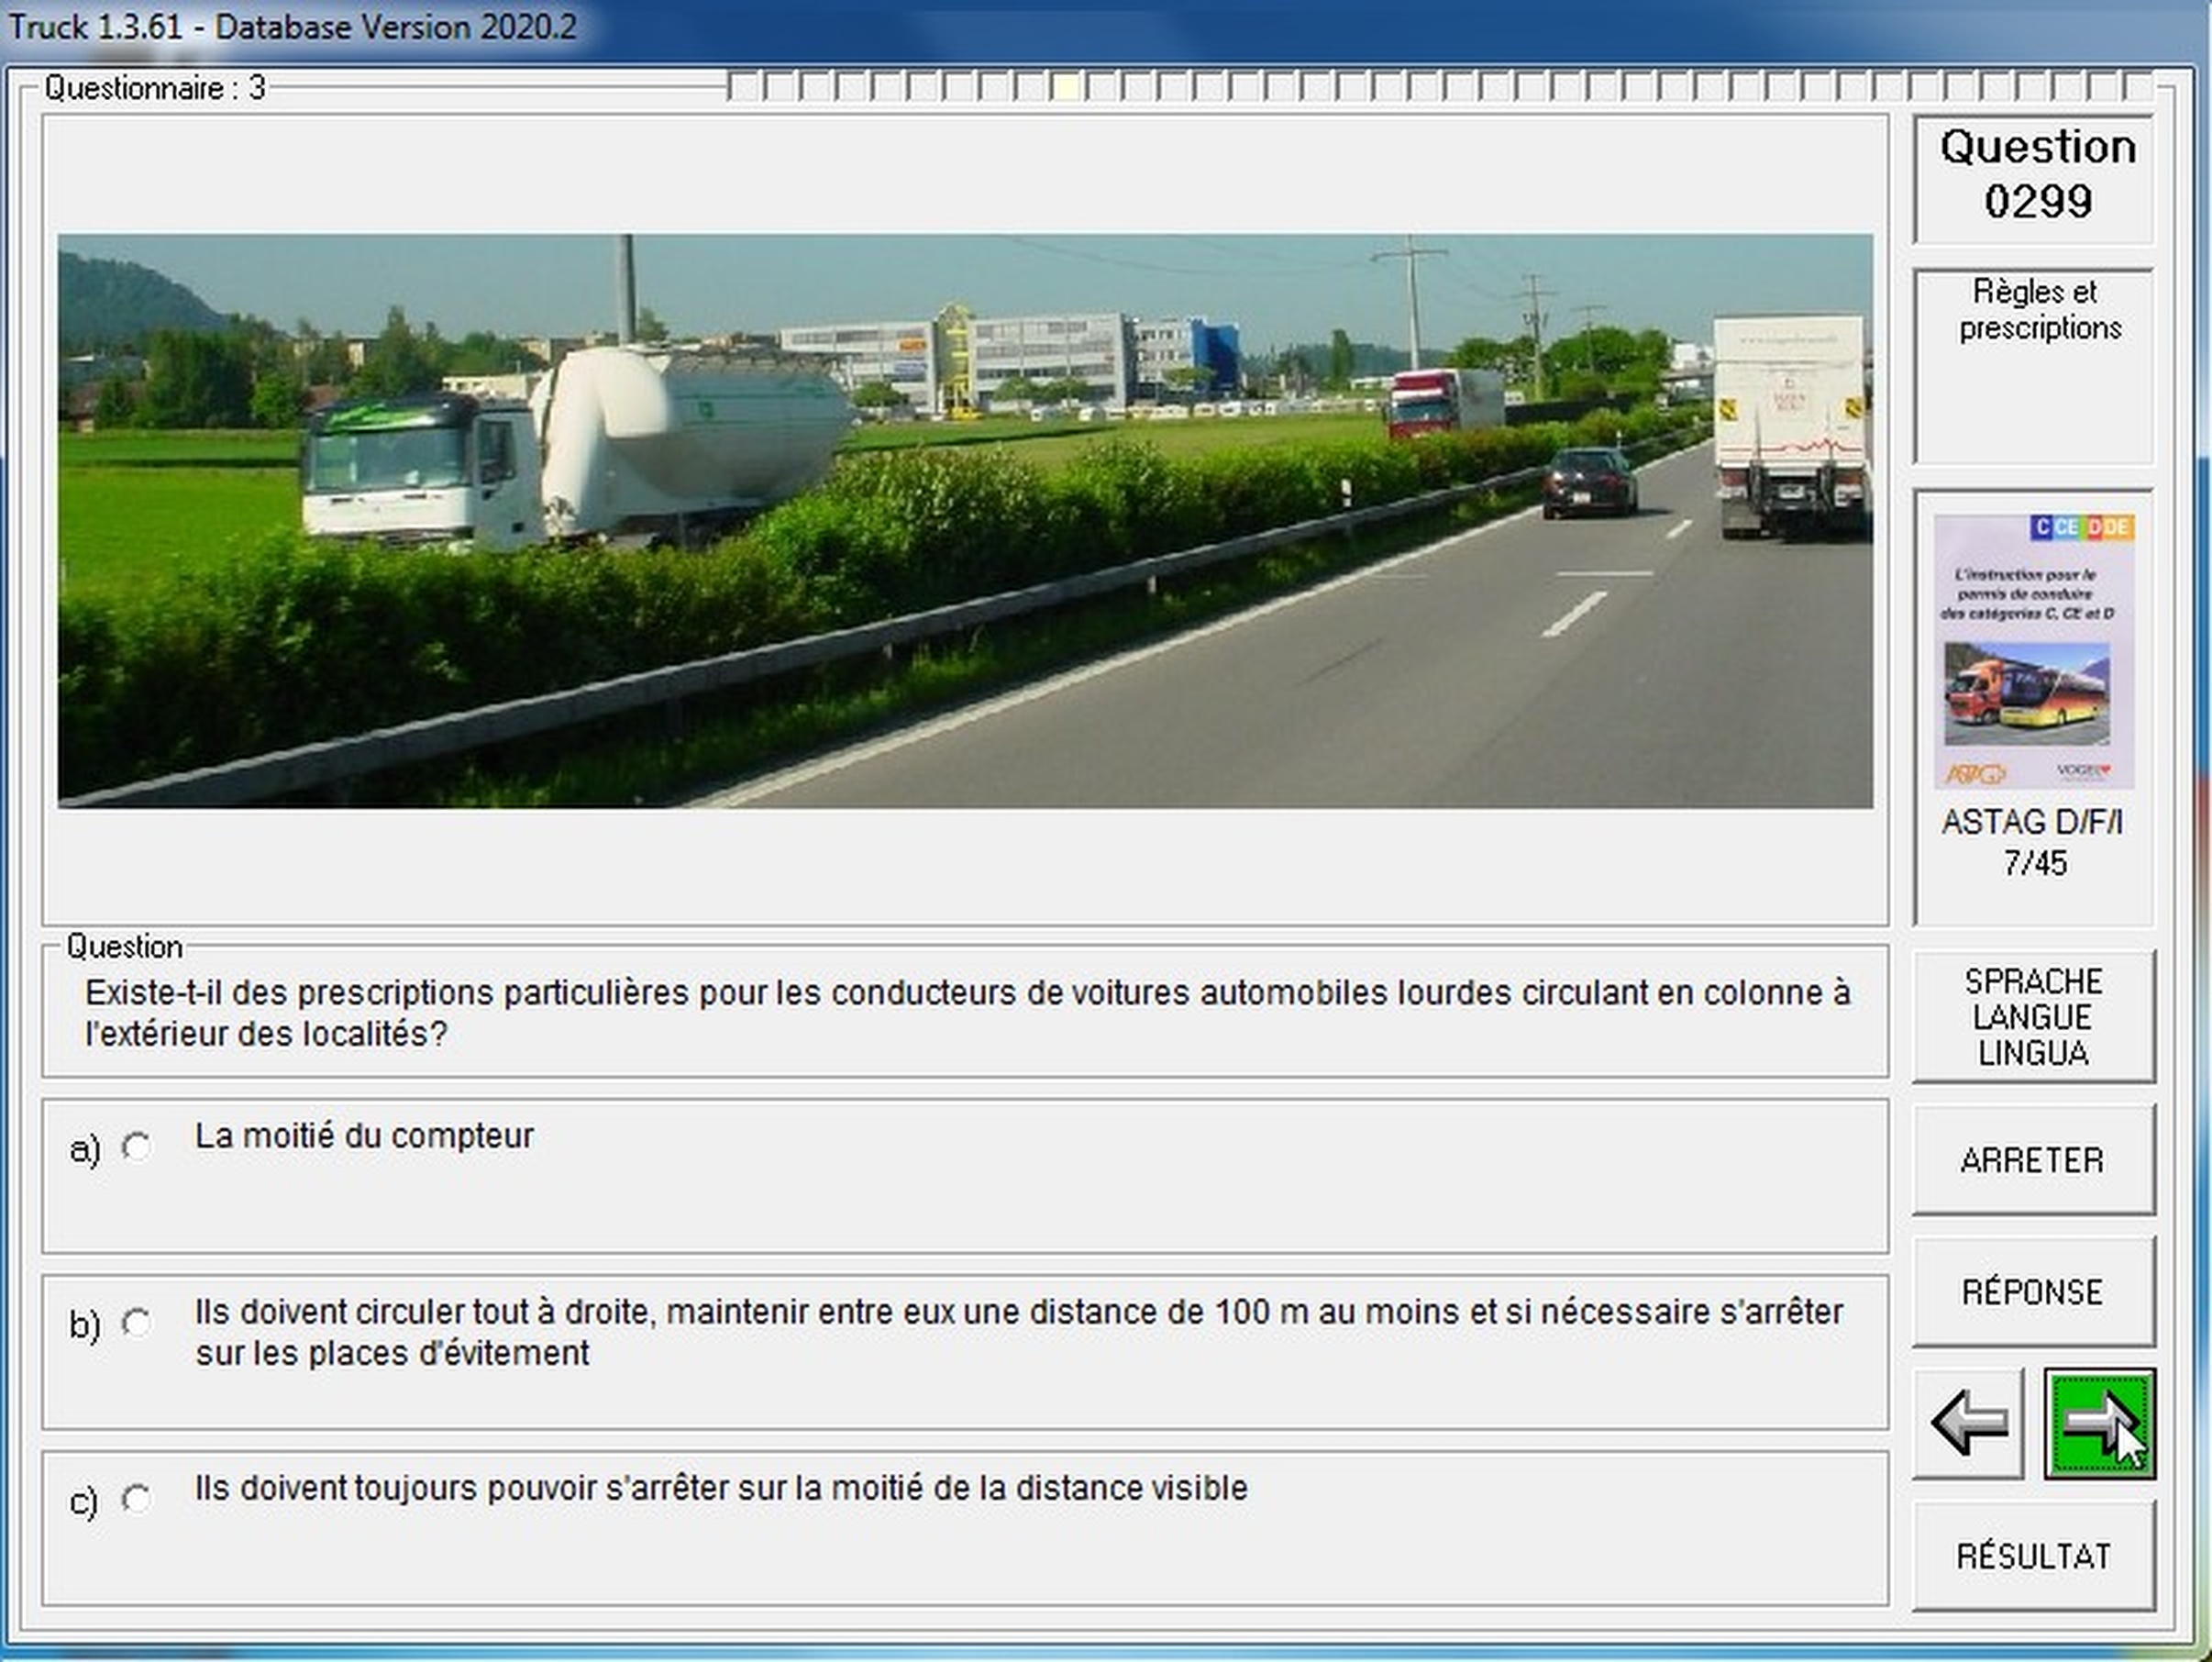 Truck 1.3.61 - Database Version 2020.2
Questionnaire : 3
Question
0299
Règles et
prescriptions
C CE D DE
L'instruction pour le
permis de conduire
des catégories C, CE et D
ASTAG
VOGEL
ASTAG D/F/I
7/45
Question
Existe-t-il des prescriptions particulières pour les conducteurs de voitures automobiles lourdes circulant en colonne à
l'extérieur des localités?
a) La moitié du compteur
b) Ils doivent circuler tout à droite, maintenir entre eux une distance de 100 m au moins et si nécessaire s'arrêter
sur les places d'évitement
c) Ils doivent toujours pouvoir s'arrêter sur la moitié de la distance visible
SPRACHE
LANGUE
LINGUA
ARRETER
RÉPONSE
RÉSULTAT